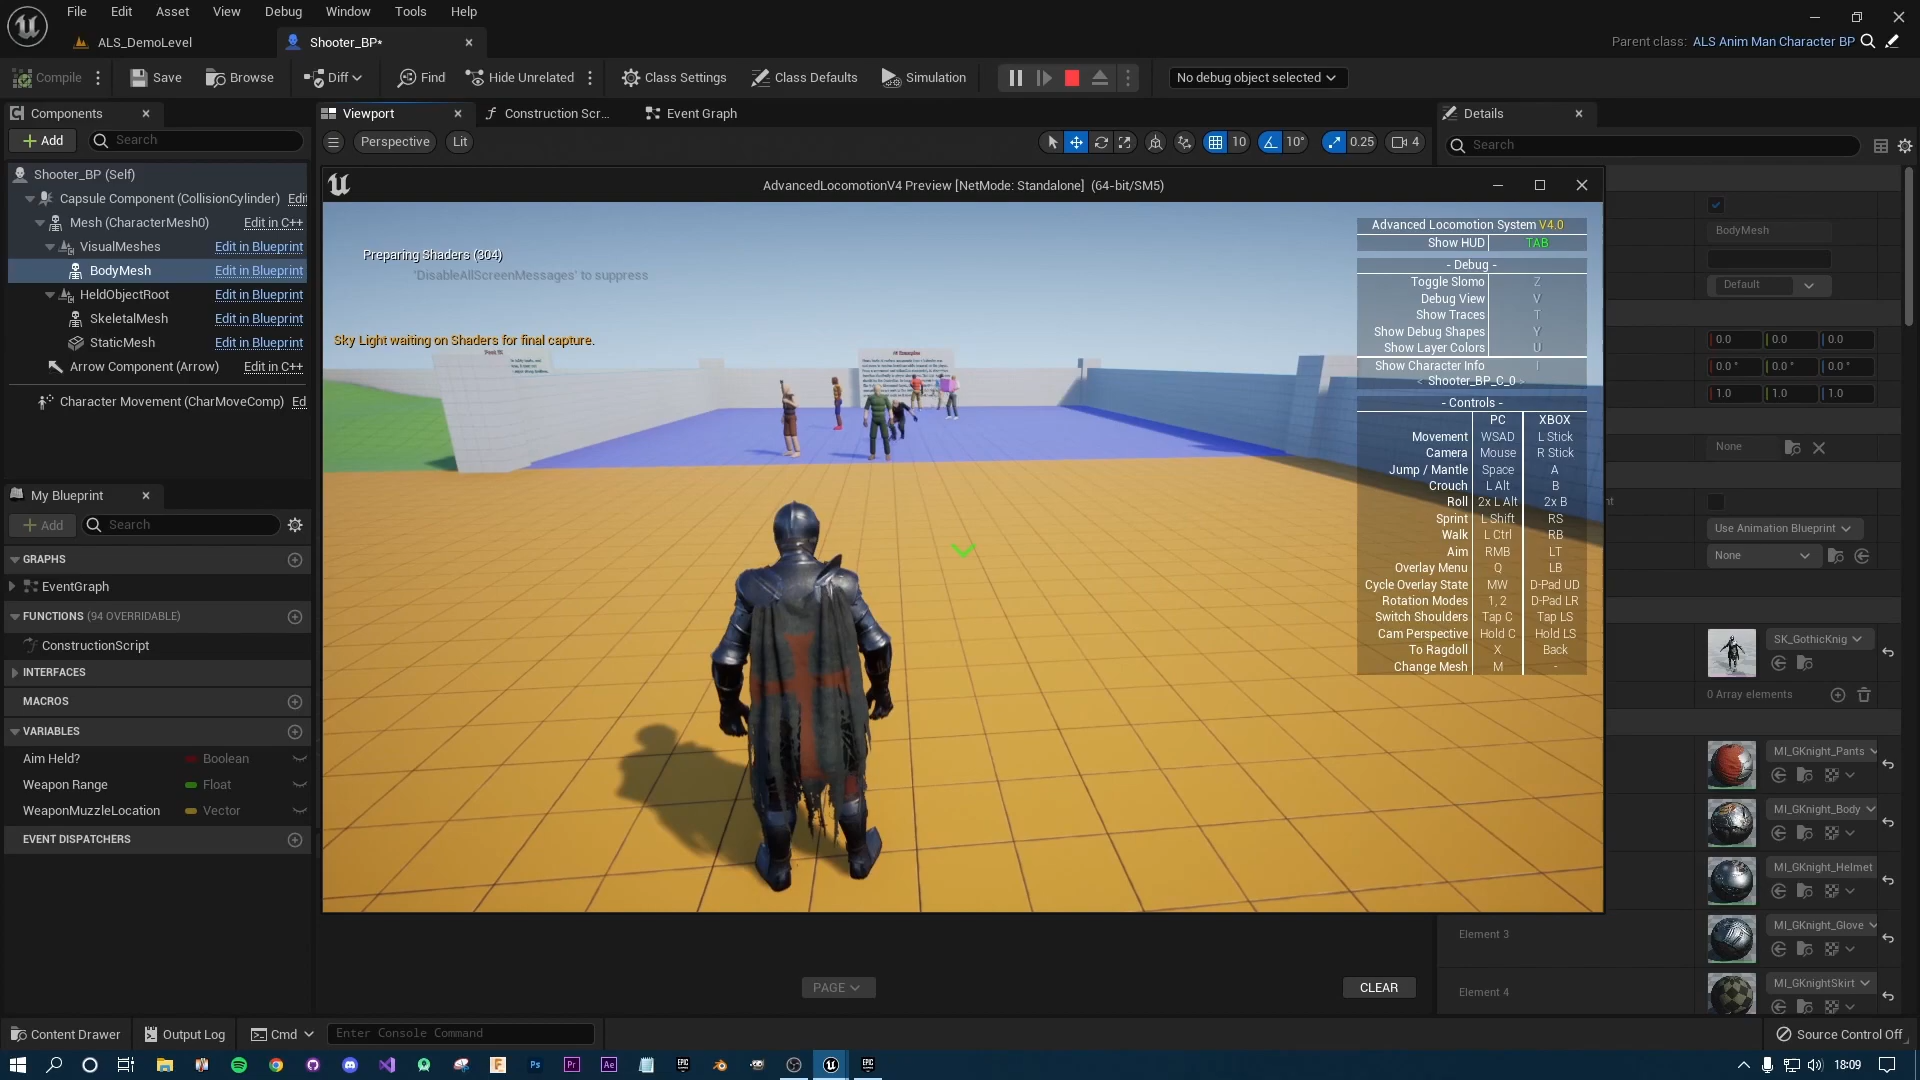 File Edit Asset View Debug Window Tools Help
ALS_DemoLevel
Shooter_BP*
Parent class: ALS Anim Man Character BP
Compile
Save
Browse
Diff
Find
Hide Unrelated
Class Settings
Class Defaults
Simulation
No debug object selected
Components
Add
Search
Shooter_BP (Self)
Capsule Component (CollisionCylinder) Edit
Mesh (CharacterMesh0) Edit in C++
VisualMeshes Edit in Blueprint
BodyMesh Edit in Blueprint
HeldObjectRoot Edit in Blueprint
SkeletalMesh Edit in Blueprint
StaticMesh Edit in Blueprint
Arrow Component (Arrow) Edit in C++
Character Movement (CharMoveComp) Ed
My Blueprint
Add
Search
GRAPHS
EventGraph
FUNCTIONS (94 OVERRIDABLE)
ConstructionScript
INTERFACES
MACROS
VARIABLES
Aim Held? Boolean
Weapon Range Float
WeaponMuzzleLocation Vector
EVENT DISPATCHERS
Viewport
Construction Scr...
Event Graph
Perspective
Lit
10
10°
0.25
4
AdvancedLocomotionV4 Preview [NetMode: Standalone] (64-bit/SM5)
Preparing Shaders (304)
'DisableAllScreenMessages' to suppress
Sky Light waiting on Shaders for final capture.
Advanced Locomotion System V4.0
Show HUD TAB
- Debug -
Toggle Slomo Z
Debug View V
Show Traces T
Show Debug Shapes Y
Show Layer Colors U
Show Character Info I
< Shooter_BP_C_0 >
- Controls -
PC XBOX
Movement WSAD L Stick
Camera Mouse R Stick
Jump / Mantle Space A
Crouch L Alt B
Roll 2x L Alt 2x B
Sprint L Shift RS
Walk L Ctrl RB
Aim RMB LT
Overlay Menu Q LB
Cycle Overlay State MW D-Pad UD
Rotation Modes 1, 2 D-Pad LR
Switch Shoulders Tap C Tap LS
Cam Perspective Hold C Hold LS
To Ragdoll X Back
Change Mesh M -
PAGE
CLEAR
Details
Search
BodyMesh
Default
0.0 0.0 0.0
0.0 ° 0.0 ° 0.0 °
1.0 1.0 1.0
None
Use Animation Blueprint
None
SK_GothicKnig
0 Array elements
MI_GKnight_Pants
MI_GKnight_Body
MI_GKnight_Helmet
Element 3
MI_GKnight_Glove
Element 4
MI_GKnightSkirt
Content Drawer
Output Log
Cmd
Enter Console Command
Source Control Off
Ps
Pr
Ae
EPIC
EPIC
18:09